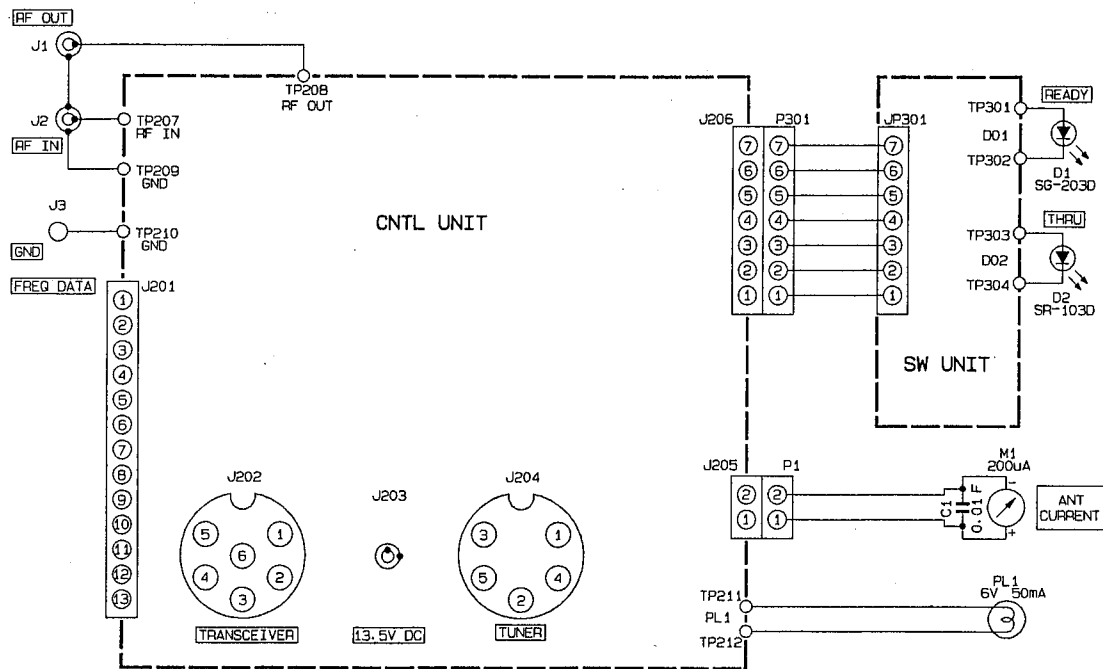 RF OUT
J1
TP208
RF OUT
J2
TP207
RF IN
RF IN
TP209
GND
J3
TP210
GND
GND
FREQ DATA
J201
1
2
3
4
5
6
7
8
9
10
11
12
13
CNTL UNIT
J202
5
1
6
4
2
3
TRANSCEIVER
J203
13.5V DC
J204
3
1
5
4
2
TUNER
J206
P301
7 7
6 6
5 5
4 4
3 3
2 2
1 1
JP301
7
6
5
4
3
2
1
SW UNIT
TP301
READY
DO1
TP302
D1
SG-203D
TP303
THRU
DO2
TP304
D2
SR-103D
J205
P1
2 2
1 1
C1
0.01 F
M1
200uA
-
+
ANT
CURRENT
TP211
PL1
TP212
PL1
6V 50mA